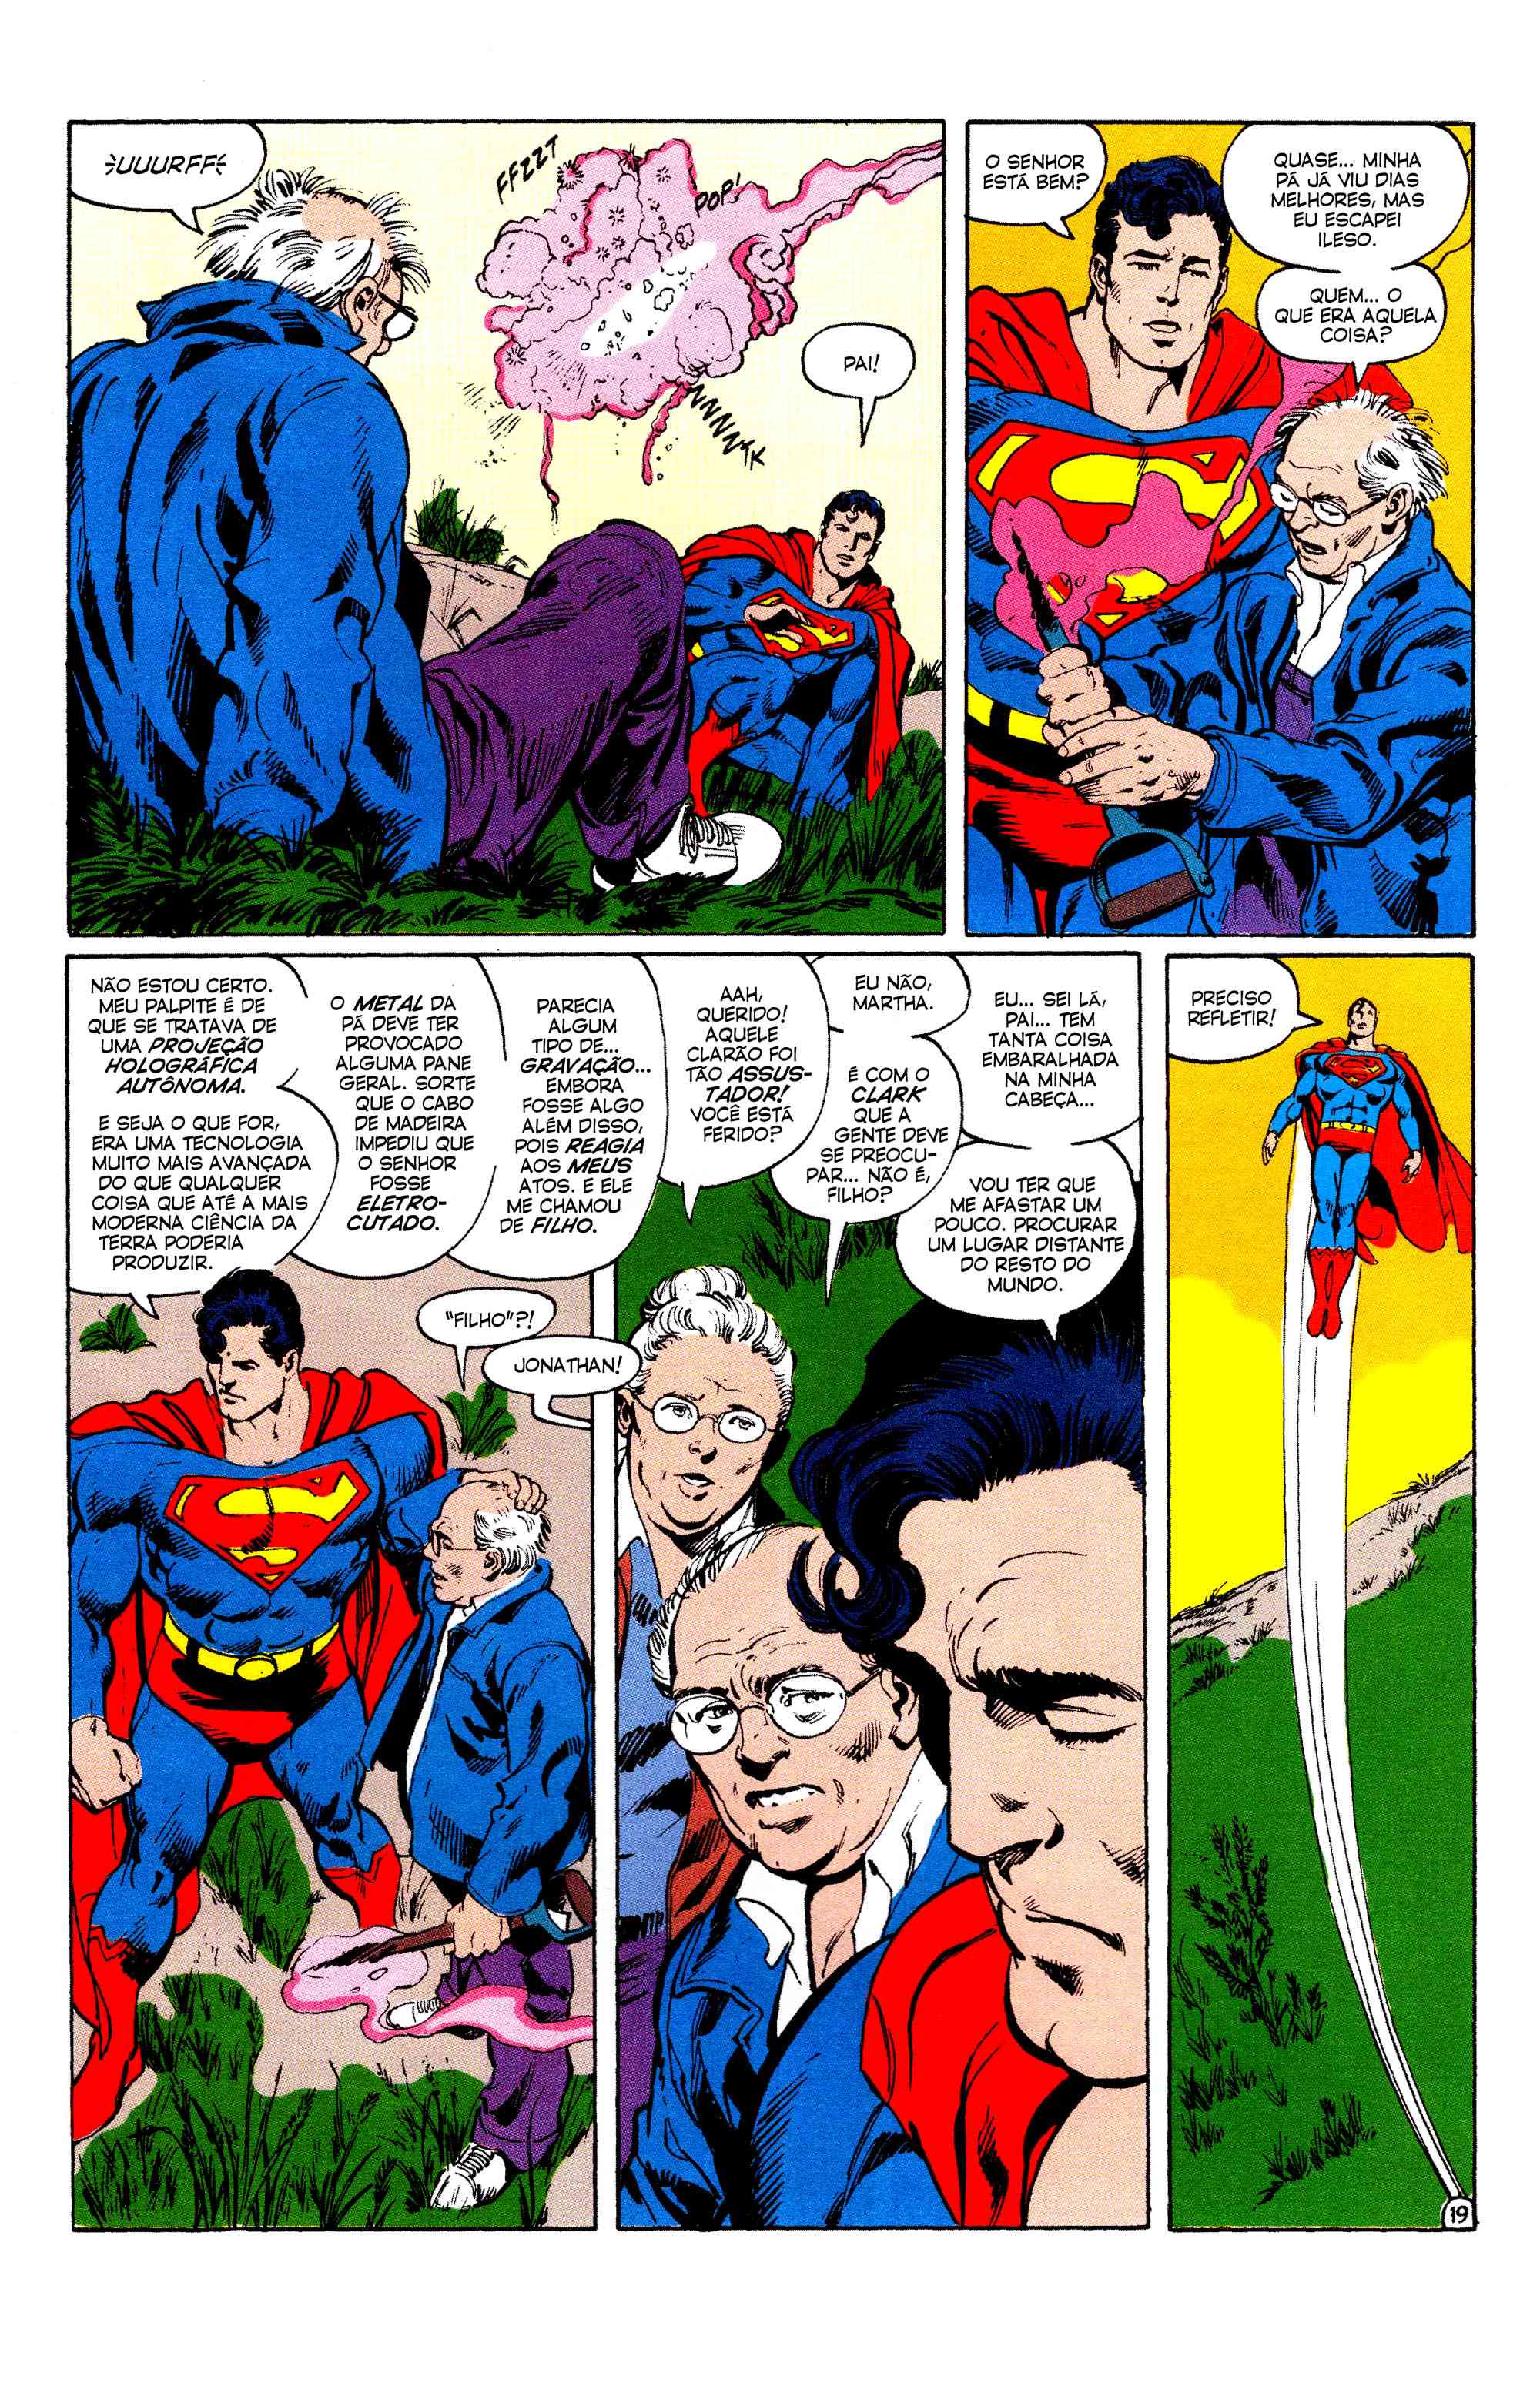 UUURFF
FFZZT
POP!
ZK
PAI!
O SENHOR
ESTÁ BEM?
QUASE... MINHA
PÁ JÁ VIU DIAS
MELHORES, MAS
EU ESCAPEI
ILESO.
QUEM... O
QUE ERA AQUELA
COISA?
NÃO ESTOU CERTO.
MEU PALPITE É DE
QUE SE TRATAVA DE
UMA PROJEÇÃO
HOLOGRÁFICA
AUTÔNOMA.
E SEJA O QUE FOR,
ERA UMA TECNOLOGIA
MUITO MAIS AVANÇADA
DO QUE QUALQUER
COISA QUE ATÉ A MAIS
MODERNA CIÊNCIA DA
TERRA PODERIA
PRODUZIR.
O METAL DA
PÁ DEVE TER
PROVOCADO
ALGUMA PANE
GERAL. SORTE
QUE O CABO
DE MADEIRA
IMPEDIU QUE
O SENHOR
FOSSE
ELETRO-
CUTADO.
PARECIA
ALGUM
TIPO DE...
GRAVAÇÃO...
EMBORA
FOSSE ALGO
ALÉM DISSO,
POIS REAGIA
AOS MEUS
ATOS. E ELE
ME CHAMOU
DE FILHO.
"FILHO"?!
JONATHAN!
AAH,
QUERIDO!
AQUELE
CLARÃO FOI
TÃO ASSUS-
TADOR!
VOCÊ ESTÁ
FERIDO?
EU NÃO,
MARTHA.
É COM O
CLARK
QUE A
GENTE DEVE
SE PREOCU-
PAR... NÃO É,
FILHO?
EU... SEI LÁ,
PAI... TEM
TANTA COISA
EMBARALHADA
NA MINHA
CABEÇA...
VOU TER QUE
ME AFASTAR UM
POUCO. PROCURAR
UM LUGAR DISTANTE
DO RESTO DO
MUNDO.
PRECISO
REFLETIR!
19